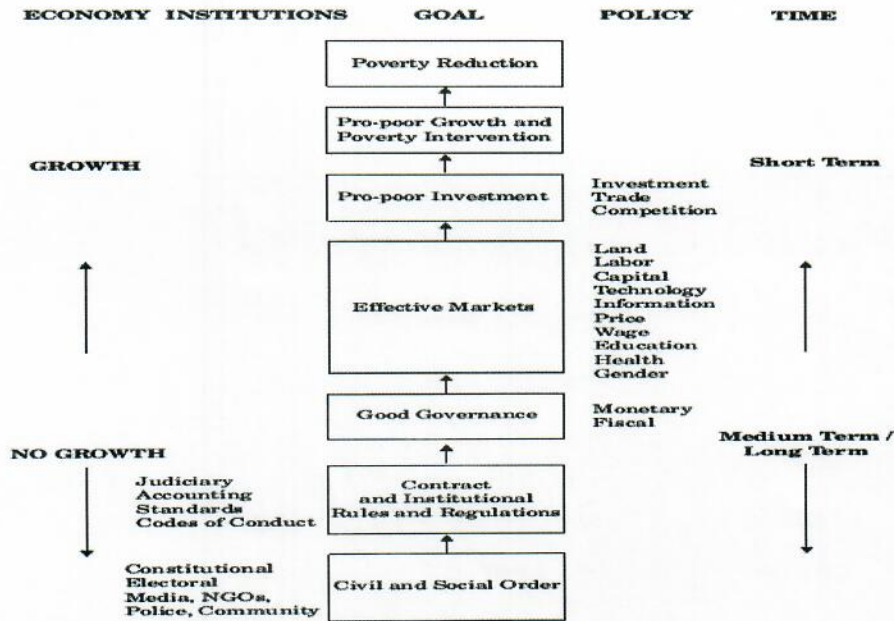 ECONOMY INSTITUTIONS GOAL POLICY TIME
Poverty Reduction
Pro-poor Growth and
Poverty Intervention
GROWTH
Short Term
Pro-poor Investment
Investment
Trade
Competition
Effective Markets
Land
Labor
Capital
Technology
Information
Price
Wage
Education
Health
Gender
Good Governance
Monetary
Fiscal
NO GROWTH
Medium Term /
Long Term
Judiciary
Accounting
Standards
Codes of Conduct
Contract
and Institutional
Rules and Regulations
Constitutional
Electoral
Media, NGOs,
Police, Community
Civil and Social Order